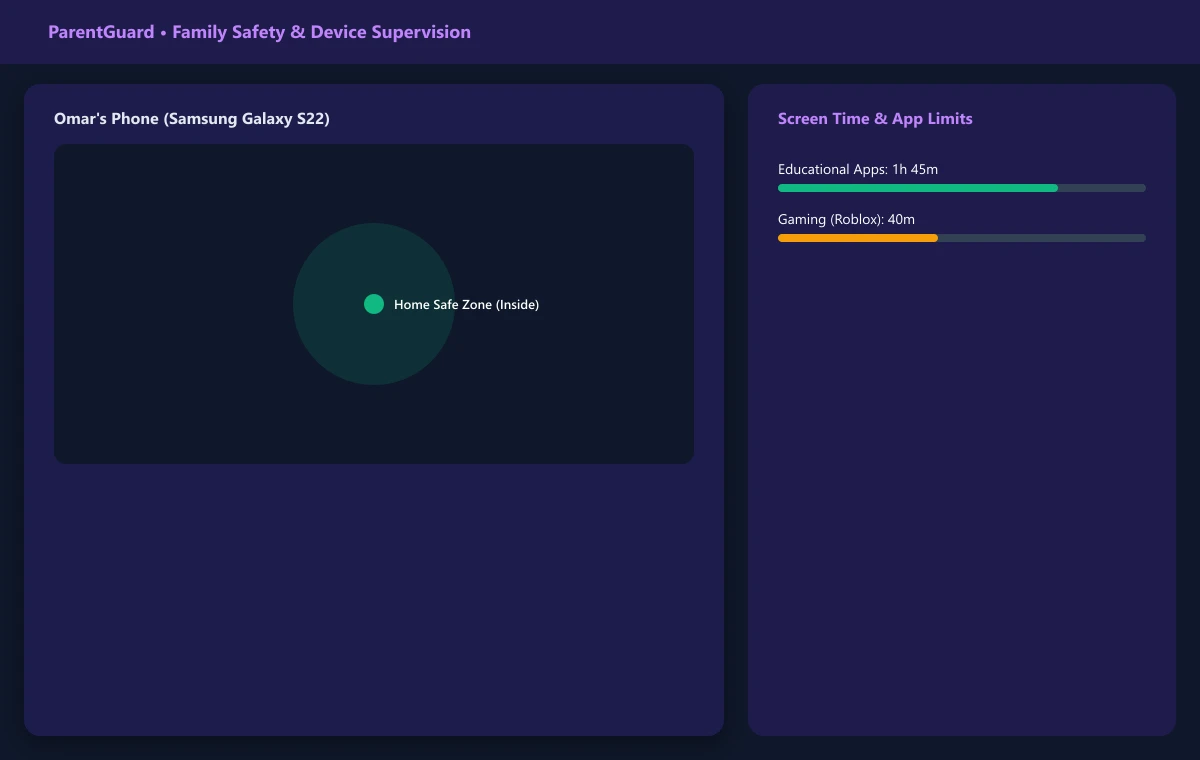 ParentGuard • Family Safety & Device Supervision
Omar's Phone (Samsung Galaxy S22)
Home Safe Zone (Inside)
Screen Time & App Limits
Educational Apps: 1h 45m
Gaming (Roblox): 40m